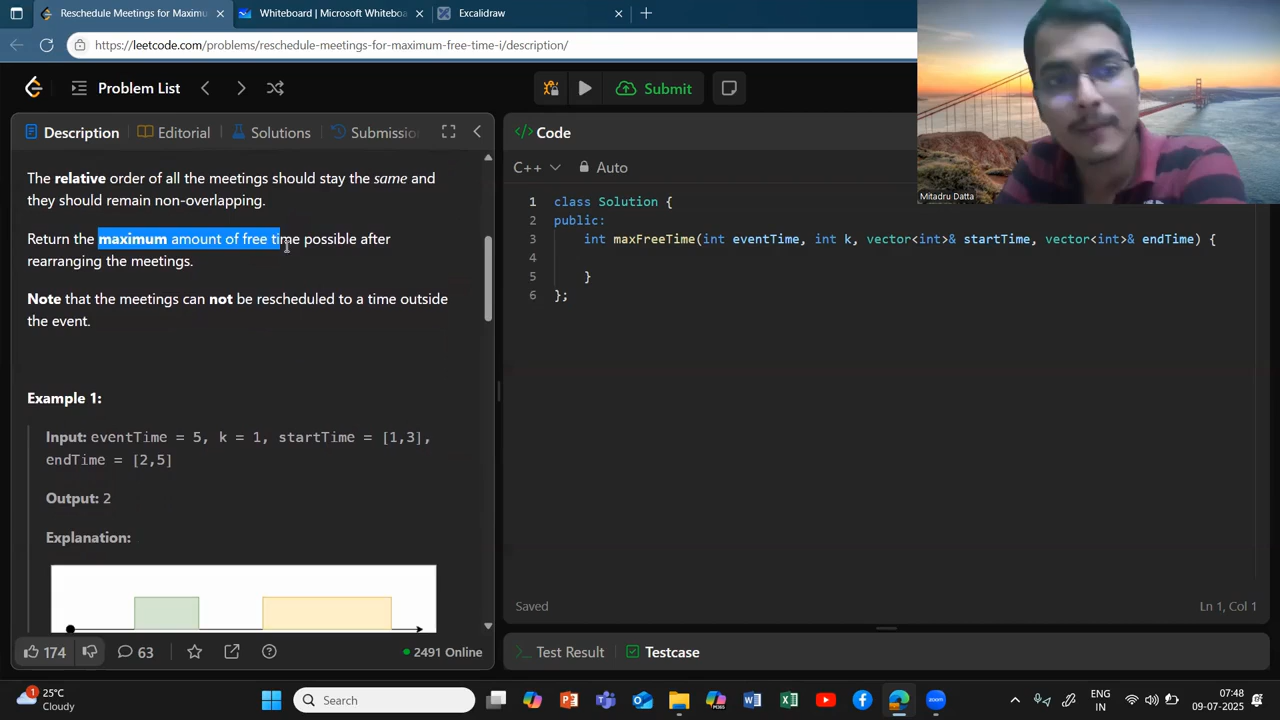 Reschedule Meetings for Maximu
Whiteboard | Microsoft Whiteboa
Excalidraw
https://leetcode.com/problems/reschedule-meetings-for-maximum-free-time-i/description/
Problem List
Submit
Mitadru Datta
Description
Editorial
Solutions
Submissio
Code
C++
Auto
The relative order of all the meetings should stay the same and
they should remain non-overlapping.
Return the maximum amount of free time possible after
rearranging the meetings.
Note that the meetings can not be rescheduled to a time outside
the event.
Example 1:
Input: eventTime = 5, k = 1, startTime = [1,3],
endTime = [2,5]
Output: 2
Explanation:
1 class Solution {
2 public:
3 int maxFreeTime(int eventTime, int k, vector<int>& startTime, vector<int>& endTime) {
4
5 }
6 };
Saved
Ln 1, Col 1
174
63
2491 Online
Test Result
Testcase
1
25°C
Cloudy
Search
ENG
IN
07:48
09-07-2025